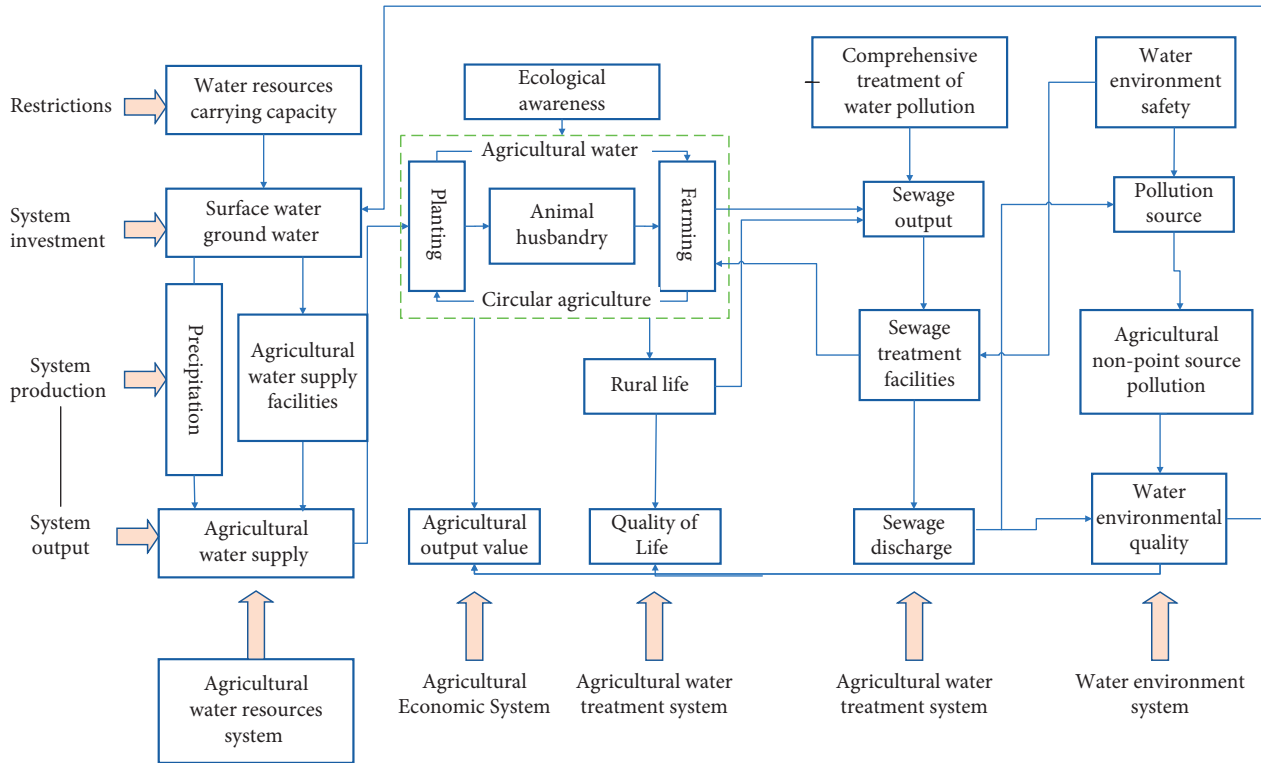 Restrictions
Water resources
carrying capacity
Ecological
awareness
Comprehensive
treatment of
water pollution
Water
environment
safety
System
investment
Surface water
ground water
Agricultural water
Planting
Animal
husbandry
Farming
Circular agriculture
Sewage
output
Pollution
source
System
production
Precipitation
Agricultural
water supply
facilities
Rural life
Sewage
treatment
facilities
Agricultural
non-point source
pollution
System
output
Agricultural
water supply
Agricultural
output value
Quality of
Life
Sewage
discharge
Water
environmental
quality
Agricultural
water resources
system
Agricultural
Economic System
Agricultural water
treatment system
Agricultural water
treatment system
Water environment
system